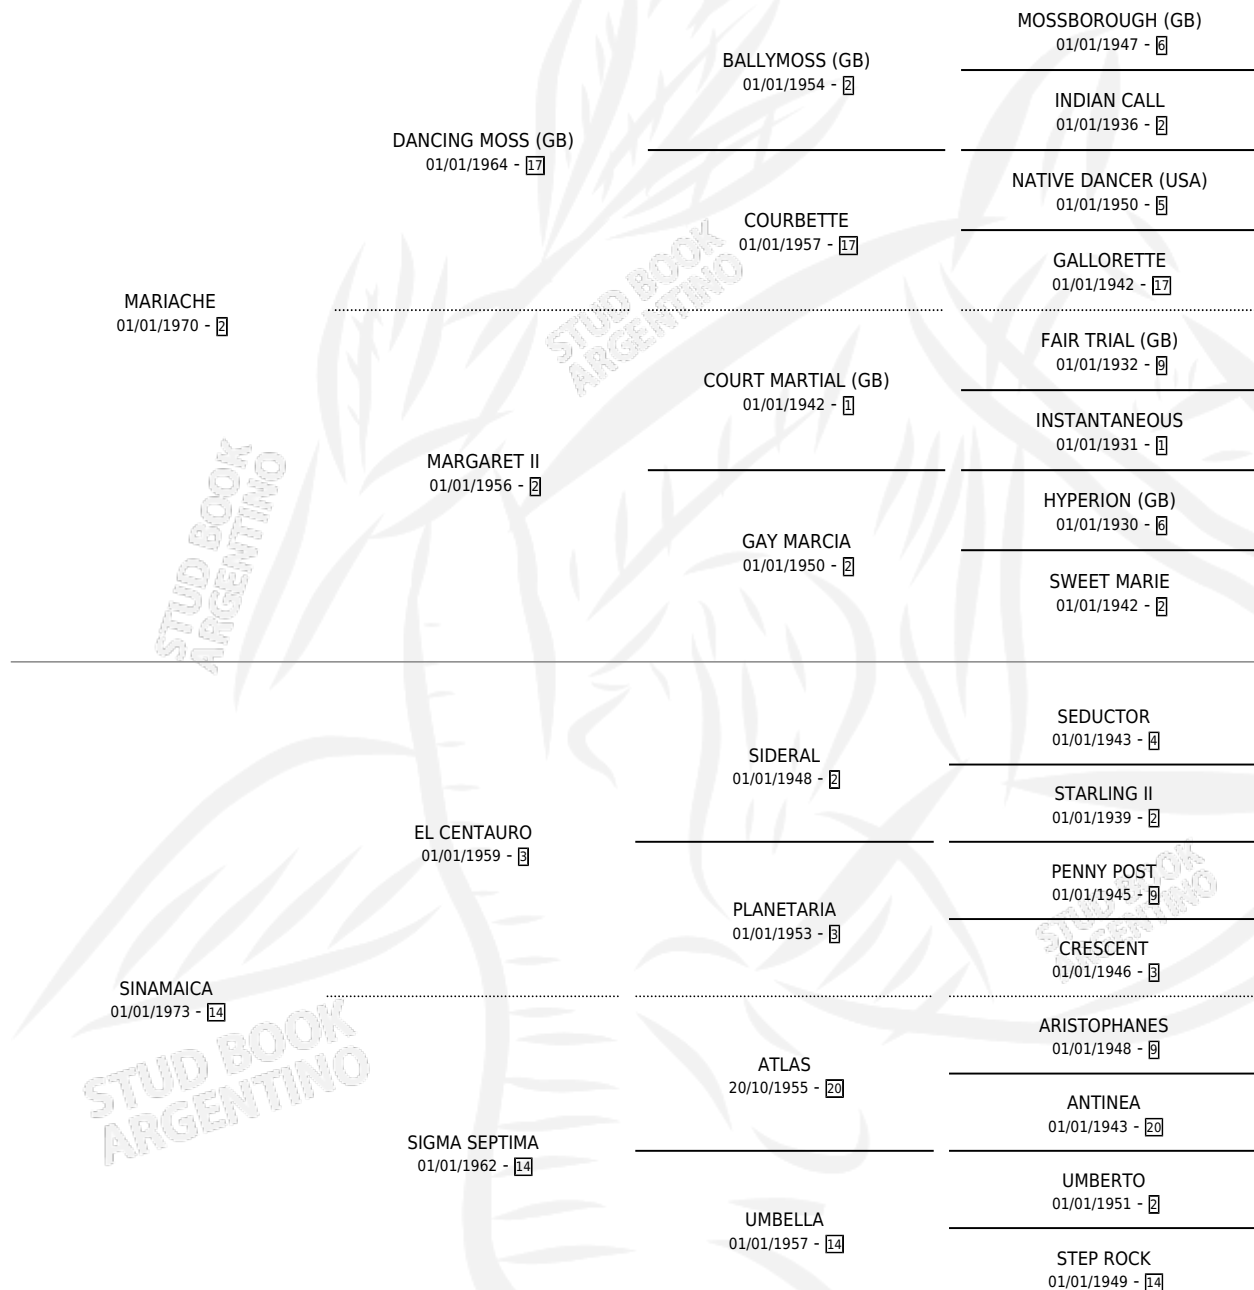 MARIACHE
01/01/1970 - 2
DANCING MOSS (GB)
01/01/1964 - 17
MARGARET II
01/01/1956 - 2
BALLYMOSS (GB)
01/01/1954 - 2
COURBETTE
01/01/1957 - 17
COURT MARTIAL (GB)
01/01/1942 - 1
GAY MARCIA
01/01/1950 - 2
MOSSBOROUGH (GB)
01/01/1947 - 6
INDIAN CALL
01/01/1936 - 2
NATIVE DANCER (USA)
01/01/1950 - 5
GALLORETTE
01/01/1942 - 17
FAIR TRIAL (GB)
01/01/1932 - 9
INSTANTANEOUS
01/01/1931 - 1
HYPERION (GB)
01/01/1930 - 6
SWEET MARIE
01/01/1942 - 2
SINAMAICA
01/01/1973 - 14
EL CENTAURO
01/01/1959 - 3
SIGMA SEPTIMA
01/01/1962 - 14
SIDERAL
01/01/1948 - 2
PLANETARIA
01/01/1953 - 3
ATLAS
20/10/1955 - 20
UMBELLA
01/01/1957 - 14
SEDUCTOR
01/01/1943 - 4
STARLING II
01/01/1939 - 2
PENNY POST
01/01/1945 - 9
CRESCENT
01/01/1946 - 3
ARISTOPHANES
01/01/1948 - 9
ANTINEA
01/01/1943 - 20
UMBERTO
01/01/1951 - 2
STEP ROCK
01/01/1949 - 14
STUD BOOK
ARGENTINO
STUD BOOK
ARGENTINO
STUD BOOK
ARGENTINO
STUD BOOK
ARGENTINO